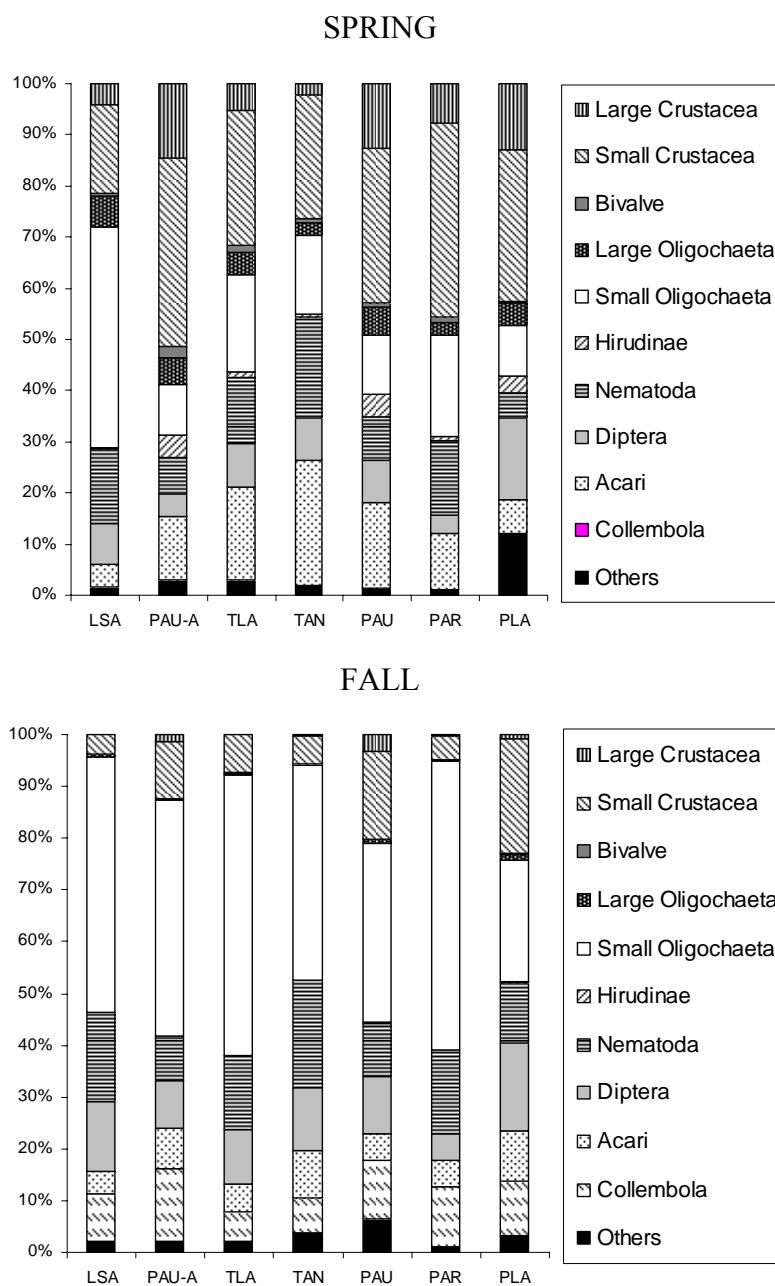 SPRING
100%
90%
80%
70%
60%
50%
40%
30%
20%
10%
0%
LSA PAU-A TLA TAN PAU PAR PLA
Large Crustacea
Small Crustacea
Bivalve
Large Oligochaeta
Small Oligochaeta
Hirudinae
Nematoda
Diptera
Acari
Collembola
Others
FALL
100%
90%
80%
70%
60%
50%
40%
30%
20%
10%
0%
LSA PAU-A TLA TAN PAU PAR PLA
Large Crustacea
Small Crustacea
Bivalve
Large Oligochaeta
Small Oligochaeta
Hirudinae
Nematoda
Diptera
Acari
Collembola
Others